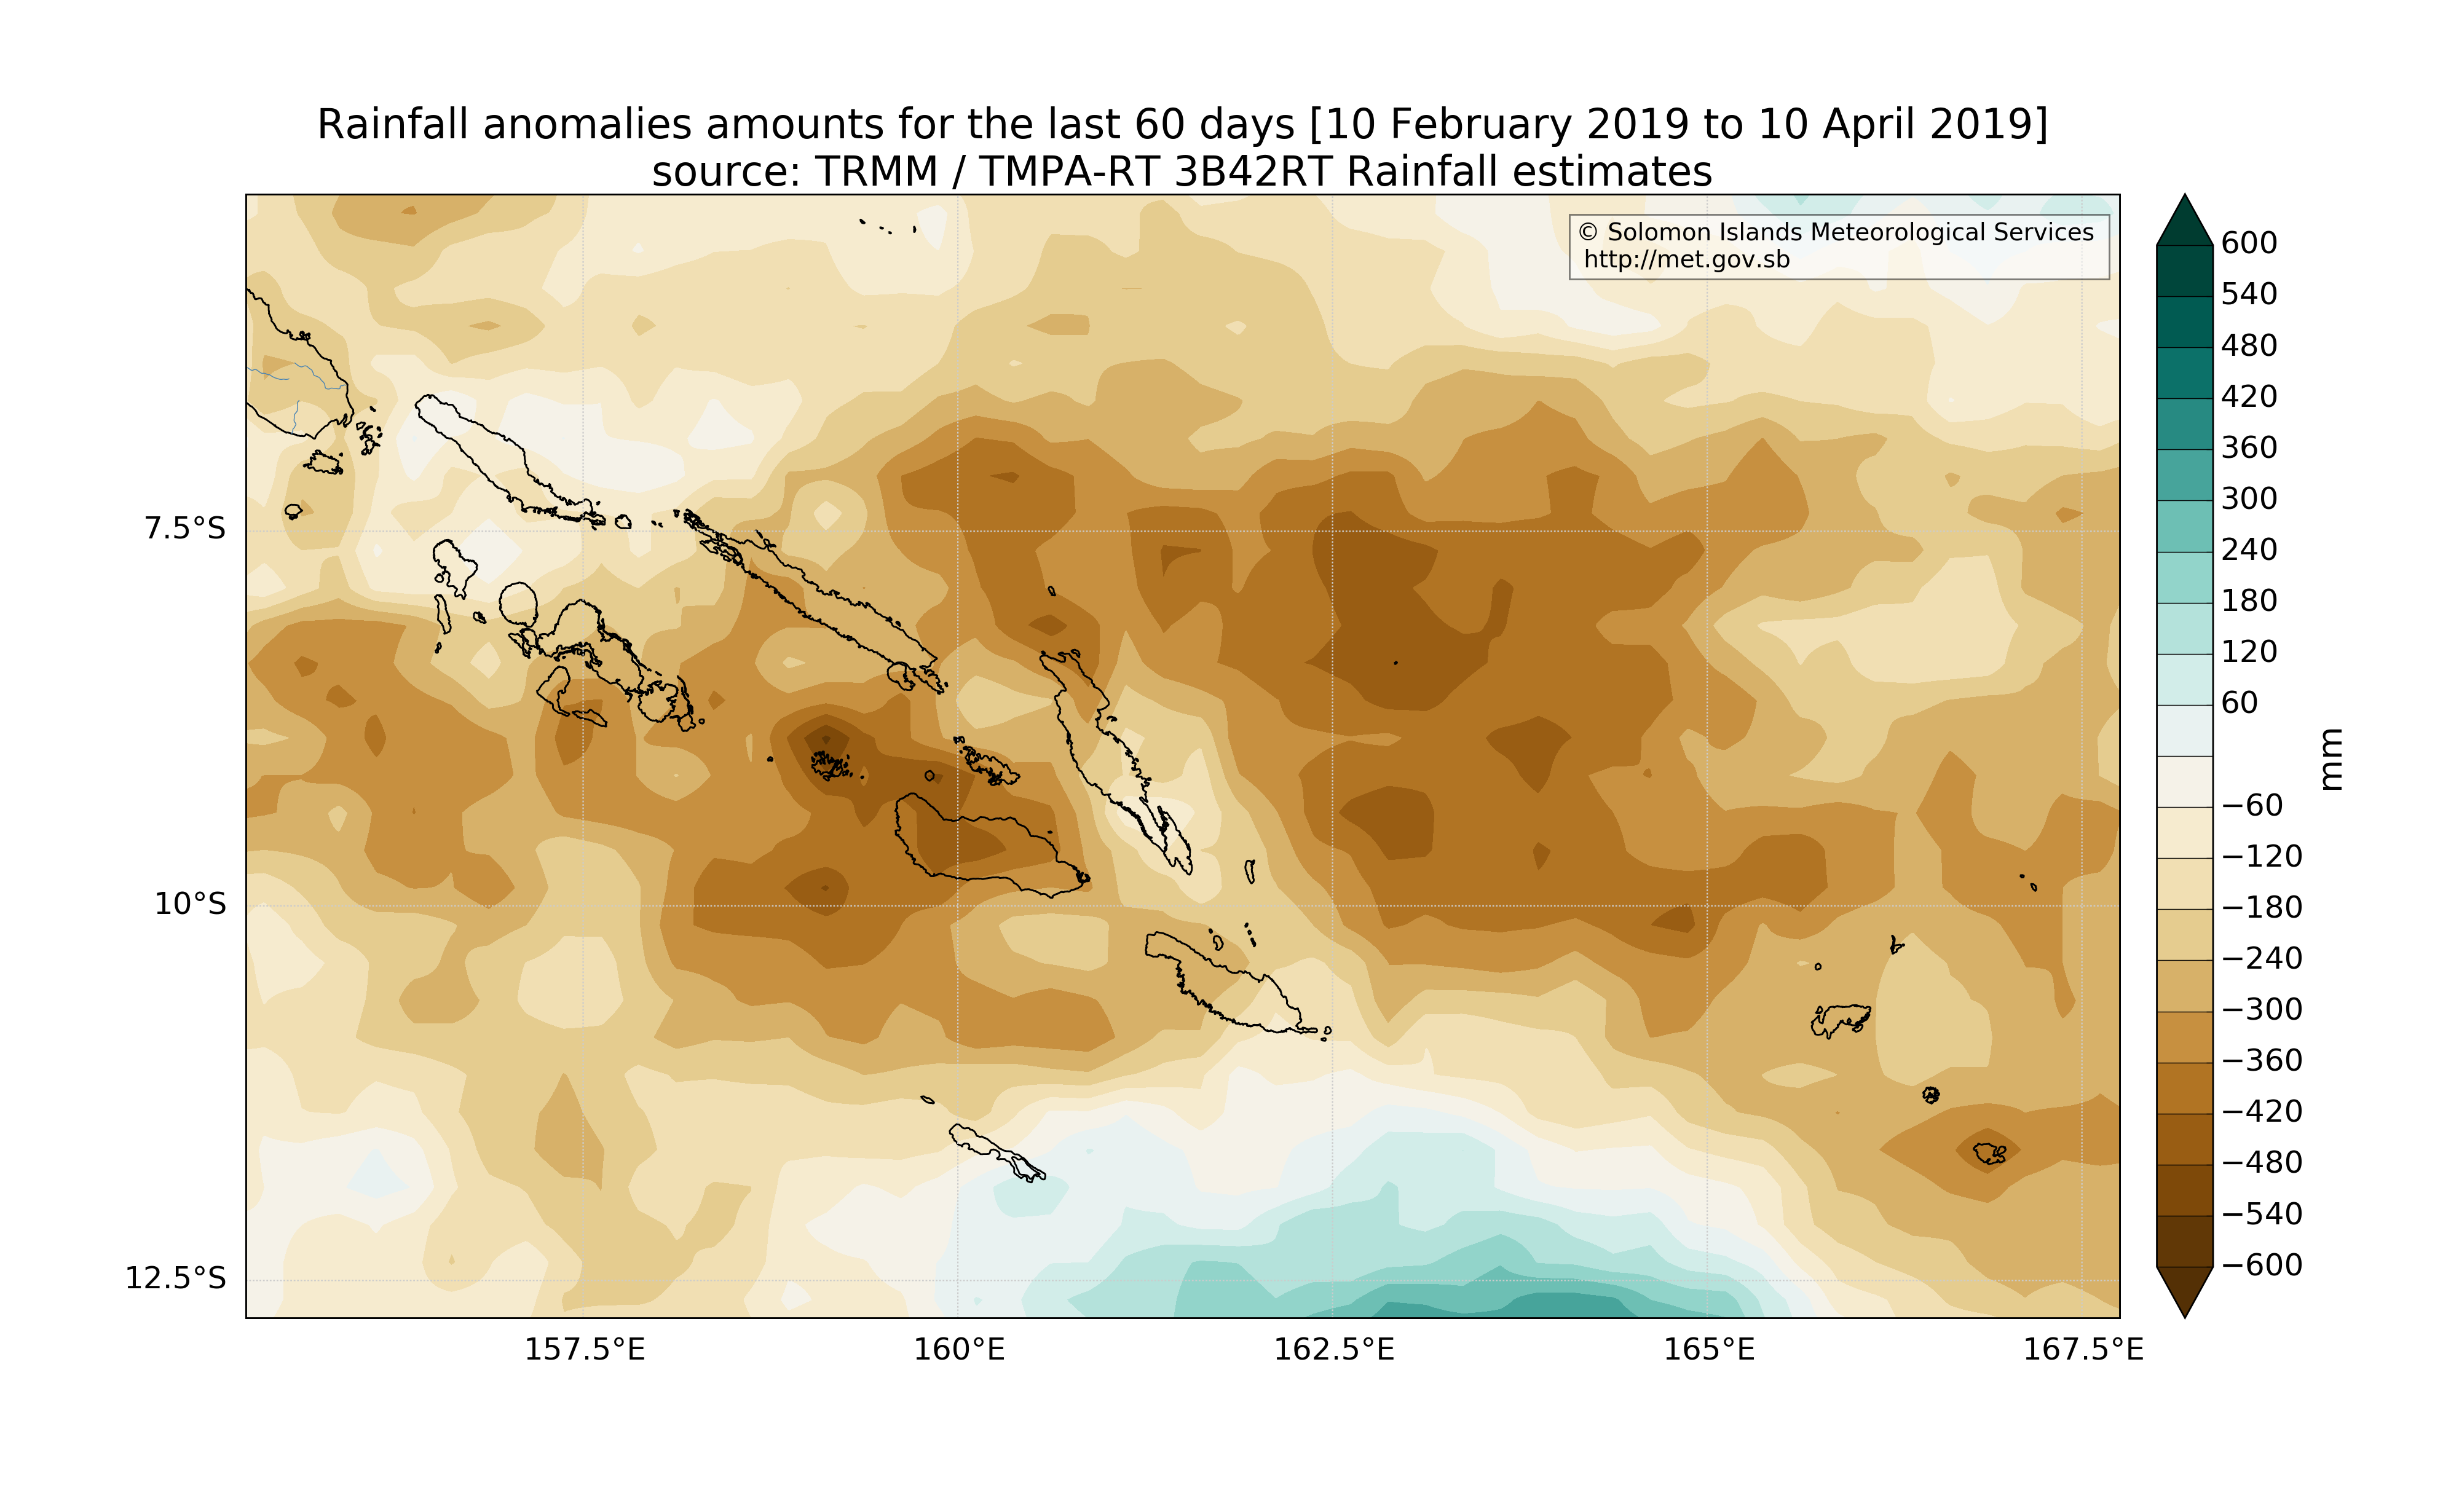 Rainfall anomalies amounts for the last 60 days [10 February 2019 to 10 April 2019]
source: TRMM / TMPA-RT 3B42RT Rainfall estimates
© Solomon Islands Meteorological Services
http://met.gov.sb
7.5°S
10°S
12.5°S
157.5°E
160°E
162.5°E
165°E
167.5°E
600
540
480
420
360
300
240
180
120
60
−60
−120
−180
−240
−300
−360
−420
−480
−540
−600
mm